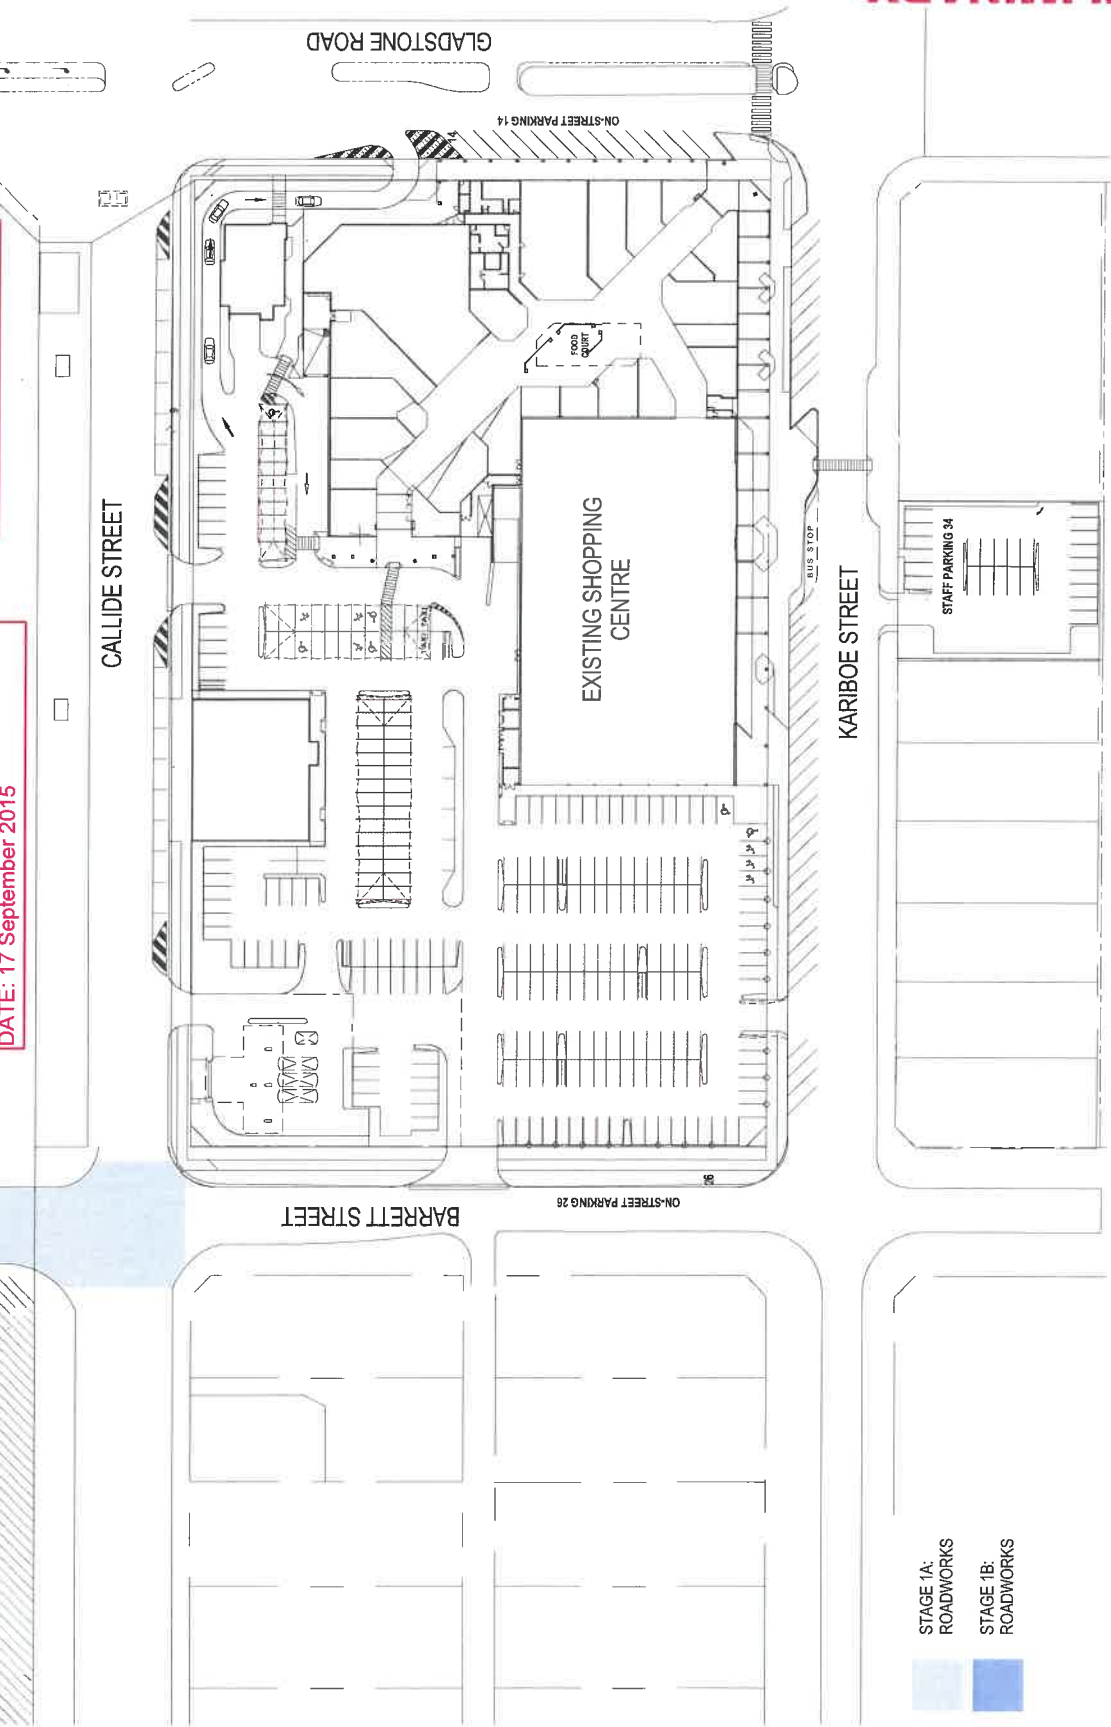 GLADSTONE ROAD
ON-STREET PARKING 14
14
CALLIDE STREET
DATE: 17 September 2015
FOOD
COURT
EXISTING SHOPPING
CENTRE
BUS STOP
KARIBOE STREET
STAFF PARKING 34
BARRETT STREET
ON-STREET PARKING 26
26
STAGE 1A:
ROADWORKS
STAGE 1B:
ROADWORKS